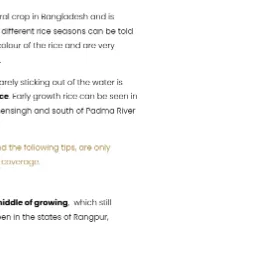 ral crop in Bangladesh and is
different rice seasons can be told
colour of the rice and are very
.
arely sticking out of the water is
ce. Early growth rice can be seen in
ensingh and south of Padma River
d the following tips, are only
coverage.
niddle of growing, which still
en in the states of Rangpur,